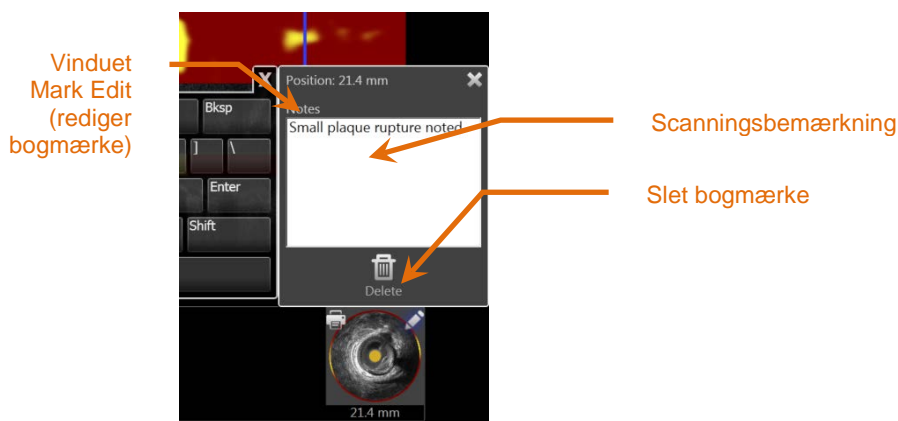 Vinduet
Mark Edit
(rediger
bogmærke)
X
Position: 21.4 mm
Notes
Small plaque rupture noted
Bksp
] \
Enter
Shift
Delete
21.4 mm
Scanningsbemærkning
Slet bogmærke